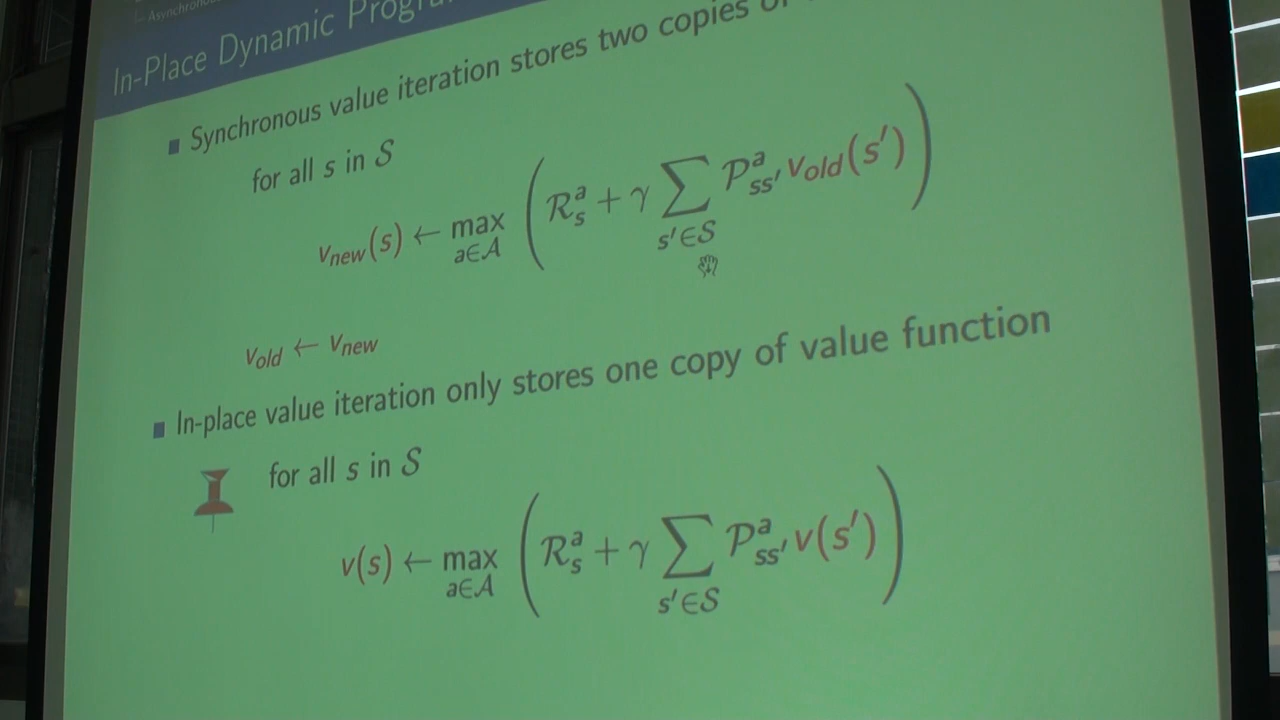 Asynchronous
In-Place Dynamic
Synchronous value iteration stores two copies of
for all s in 𝒮
v_new(s) ← max_{a∈𝒜} ( ℛ^a_s + γ ∑_{s′∈𝒮} 𝒫^a_{ss′} v_old(s′) )
v_old ← v_new
In-place value iteration only stores one copy of value function
for all s in 𝒮
v(s) ← max_{a∈𝒜} ( ℛ^a_s + γ ∑_{s′∈𝒮} 𝒫^a_{ss′} v(s′) )